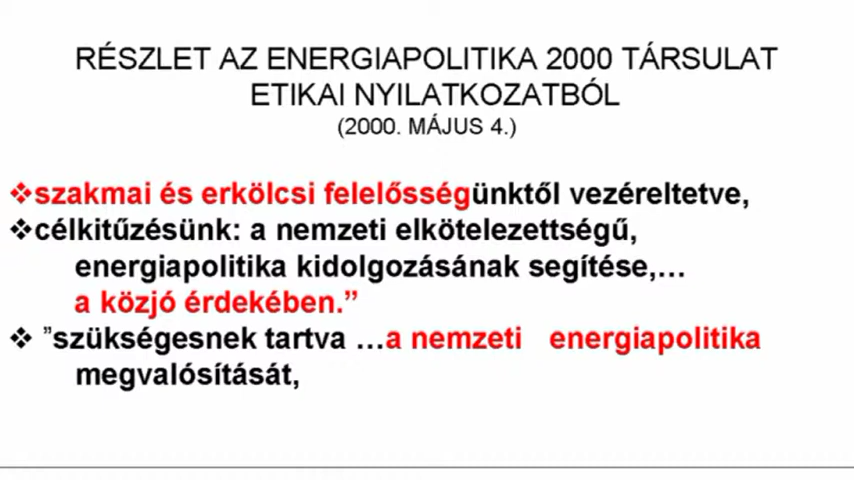 RÉSZLET AZ ENERGIAPOLITIKA 2000 TÁRSULAT
ETIKAI NYILATKOZATBÓL
(2000. MÁJUS 4.)
❖szakmai és erkölcsi felelősségünktől vezéreltetve,
❖célkitűzésünk: a nemzeti elkötelezettségű,
energiapolitika kidolgozásának segítése,…
a közjó érdekében.”
❖ ”szükségesnek tartva …a nemzeti energiapolitika
megvalósítását,